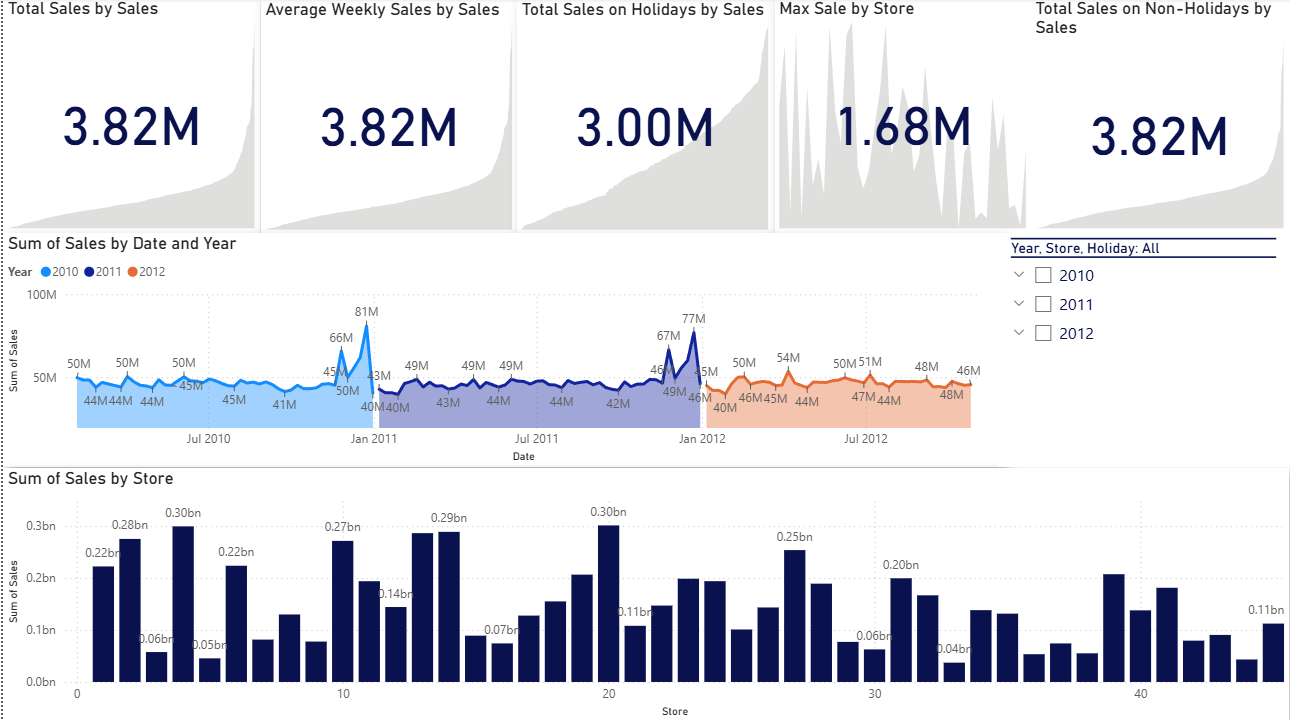 Total Sales by Sales
3.82M
Average Weekly Sales by Sales
3.82M
Total Sales on Holidays by Sales
3.00M
Max Sale by Store
1.68M
Total Sales on Non-Holidays by
Sales
3.82M
Sum of Sales by Date and Year
Year 2010 2011 2012
Sum of Sales
100M
50M
50M
44M
44M
50M
44M
50M
45M
45M
41M
45M
66M
50M
81M
40M
43M
40M
49M
43M
49M
44M
49M
44M
42M
46M
67M
49M
77M
46M
45M
40M
50M
46M
45M
54M
44M
50M
47M
51M
44M
48M
48M
46M
Jul 2010
Jan 2011
Jul 2011
Jan 2012
Jul 2012
Date
Year, Store, Holiday: All
2010
2011
2012
Sum of Sales by Store
Sum of Sales
0.3bn
0.2bn
0.1bn
0.0bn
0.22bn
0.28bn
0.06bn
0.30bn
0.05bn
0.22bn
0.27bn
0.14bn
0.29bn
0.07bn
0.30bn
0.11bn
0.25bn
0.06bn
0.20bn
0.04bn
0.11bn
0
10
20
30
40
Store